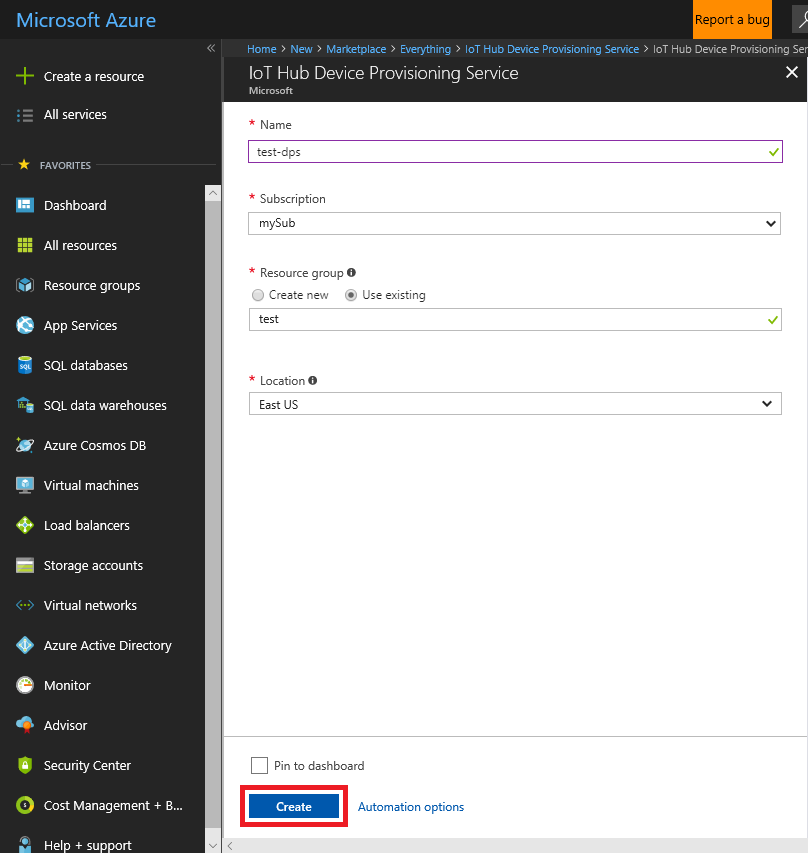 Microsoft Azure
Report a bug
Home > New > Marketplace > Everything > IoT Hub Device Provisioning Service > IoT Hub Device Provisioning Ser
IoT Hub Device Provisioning Service
Microsoft
Create a resource
All services
FAVORITES
Dashboard
All resources
Resource groups
App Services
SQL databases
SQL data warehouses
Azure Cosmos DB
Virtual machines
Load balancers
Storage accounts
Virtual networks
Azure Active Directory
Monitor
Advisor
Security Center
Cost Management + B...
Help + support
* Name
test-dps
* Subscription
mySub
* Resource group
Create new Use existing
test
* Location
East US
Pin to dashboard
Create Automation options